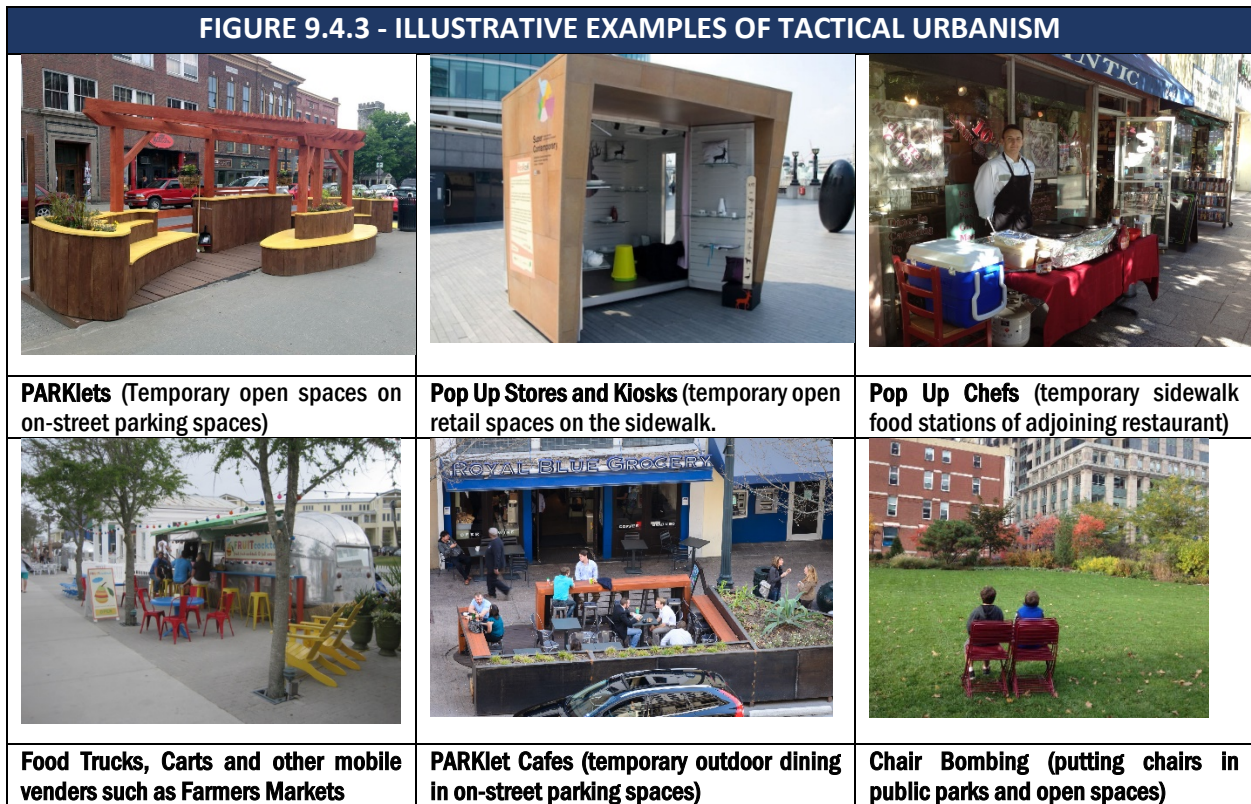 FIGURE 9.4.3 - ILLUSTRATIVE EXAMPLES OF TACTICAL URBANISM
Super
Contemporary
ANTIC
PARKlets (Temporary open spaces on
on-street parking spaces)
Pop Up Stores and Kiosks (temporary open
retail spaces on the sidewalk.
Pop Up Chefs (temporary sidewalk
food stations of adjoining restaurant)
ROYAL BLUE GROCERY
Food Trucks, Carts and other mobile
venders such as Farmers Markets
PARKlet Cafes (temporary outdoor dining
in on-street parking spaces)
Chair Bombing (putting chairs in
public parks and open spaces)